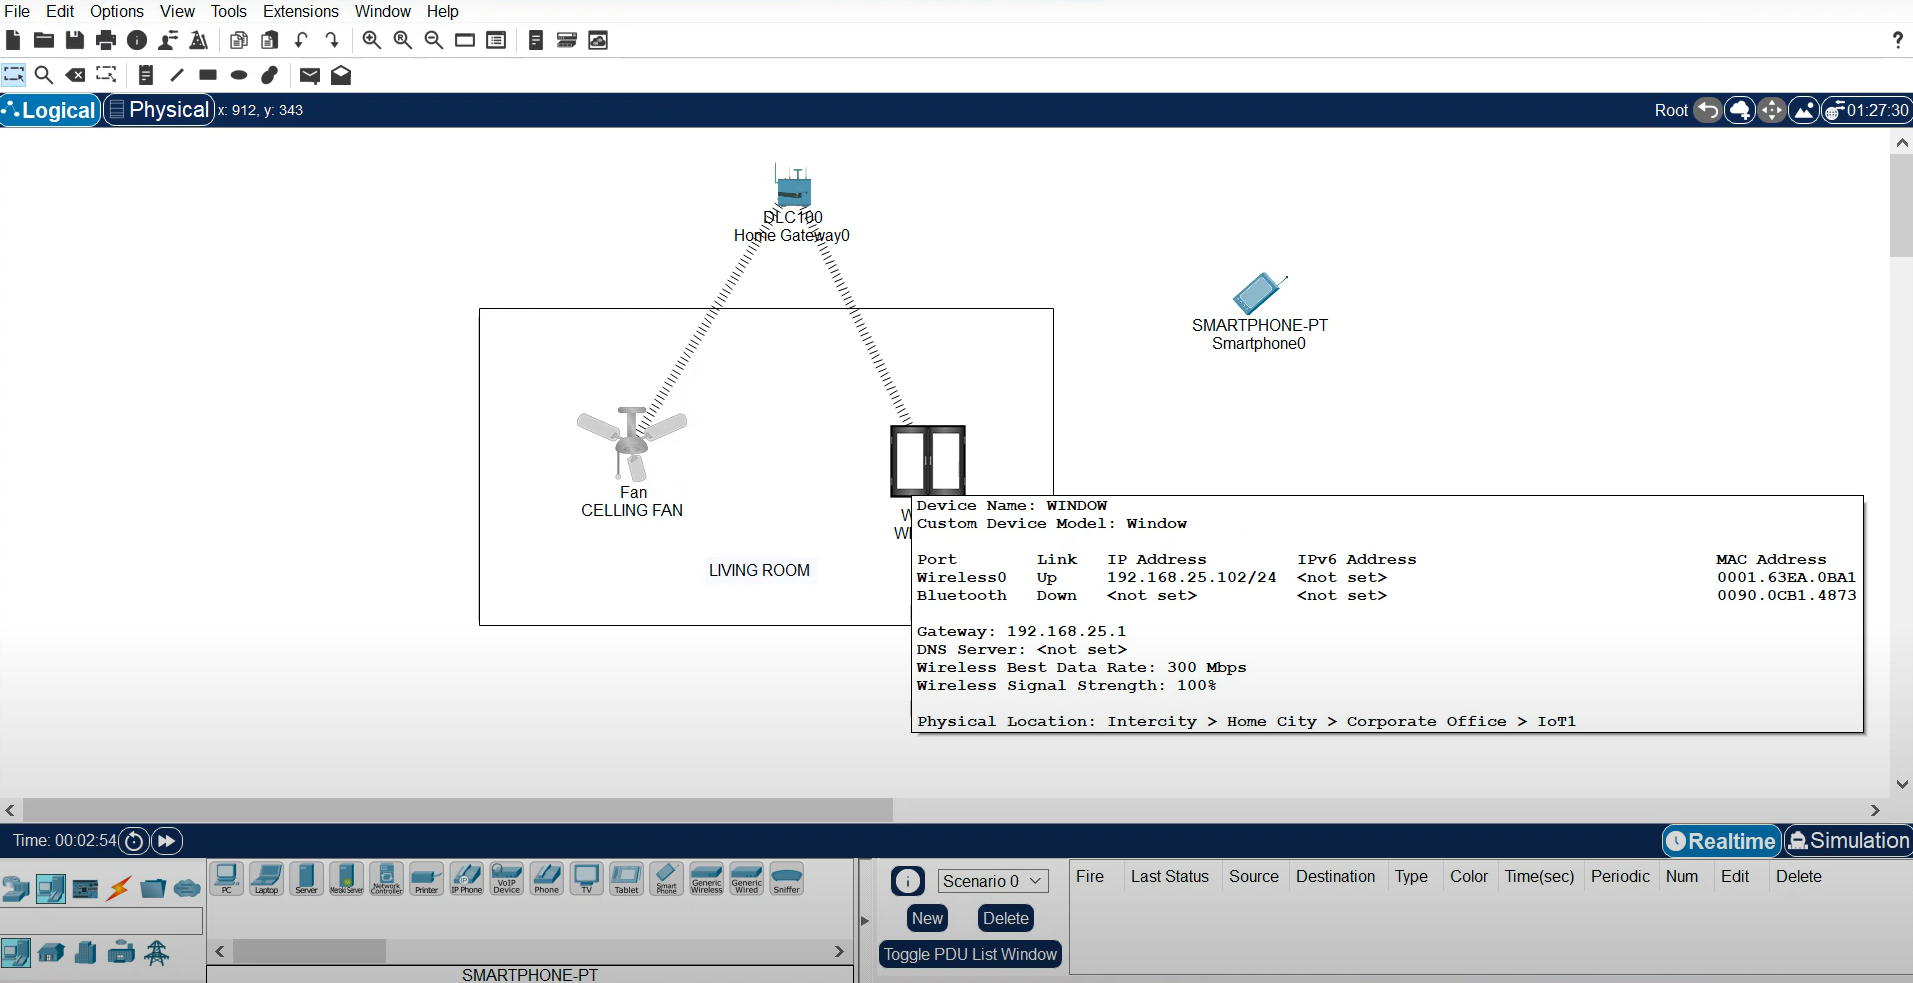 File Edit Options View Tools Extensions Window Help
?
Logical Physical x: 912, y: 343 Root 01:27:30
DLC100
Home Gateway0
SMARTPHONE-PT
Smartphone0
Fan
CELLING FAN
W
WI
LIVING ROOM
Device Name: WINDOW
Custom Device Model: Window
Port Link IP Address IPv6 Address MAC Address
Wireless0 Up 192.168.25.102/24 <not set> 0001.63EA.0BA1
Bluetooth Down <not set> <not set> 0090.0CB1.4873
Gateway: 192.168.25.1
DNS Server: <not set>
Wireless Best Data Rate: 300 Mbps
Wireless Signal Strength: 100%
Physical Location: Intercity > Home City > Corporate Office > IoT1
Time: 00:02:54 Realtime Simulation
PC Laptop Server Meraki Server Network Controller Printer IP Phone VoIP Device Phone TV Tablet Smart Phone Generic Wireless Generic Wired Sniffer
SMARTPHONE-PT
Scenario 0
New Delete
Toggle PDU List Window
Fire Last Status Source Destination Type Color Time(sec) Periodic Num Edit Delete